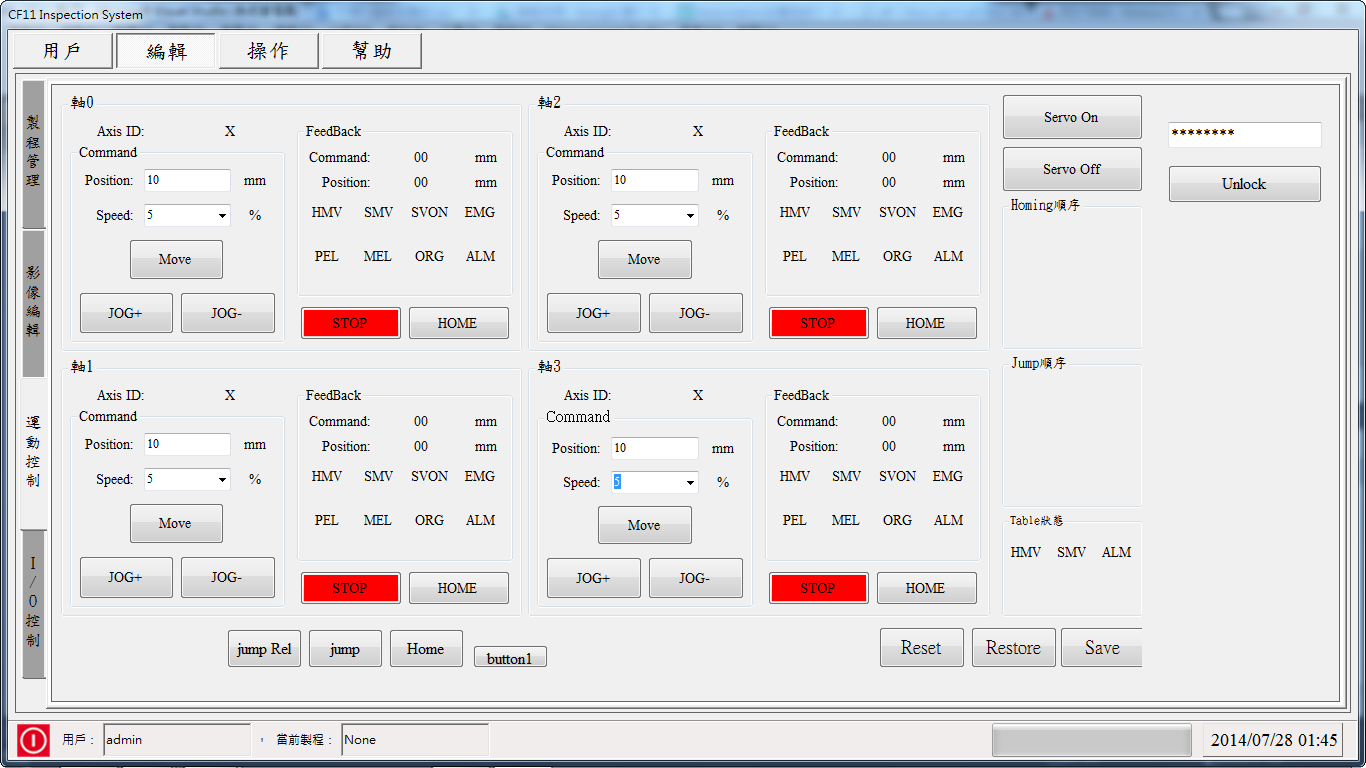 CF11 Inspection System
用戶 編輯 操作 幫助
製程管理
影像編輯
運動控制
I/O控制
軸0
Axis ID: X
Command
Position: 10 mm
Speed: 5 %
Move
JOG+ JOG-
FeedBack
Command: 00 mm
Position: 00 mm
HMV SMV SVON EMG
PEL MEL ORG ALM
STOP HOME
軸2
Axis ID: X
Command
Position: 10 mm
Speed: 5 %
Move
JOG+ JOG-
FeedBack
Command: 00 mm
Position: 00 mm
HMV SMV SVON EMG
PEL MEL ORG ALM
STOP HOME
軸1
Axis ID: X
Command
Position: 10 mm
Speed: 5 %
Move
JOG+ JOG-
FeedBack
Command: 00 mm
Position: 00 mm
HMV SMV SVON EMG
PEL MEL ORG ALM
STOP HOME
軸3
Axis ID: X
Command
Position: 10 mm
Speed: 5 %
Move
JOG+ JOG-
FeedBack
Command: 00 mm
Position: 00 mm
HMV SMV SVON EMG
PEL MEL ORG ALM
STOP HOME
Servo On
Servo Off
Homing順序
Jump順序
Table狀態
HMV SMV ALM
********
Unlock
jump Rel jump Home button1
Reset Restore Save
用戶： admin ， 當前製程： None
2014/07/28 01:45